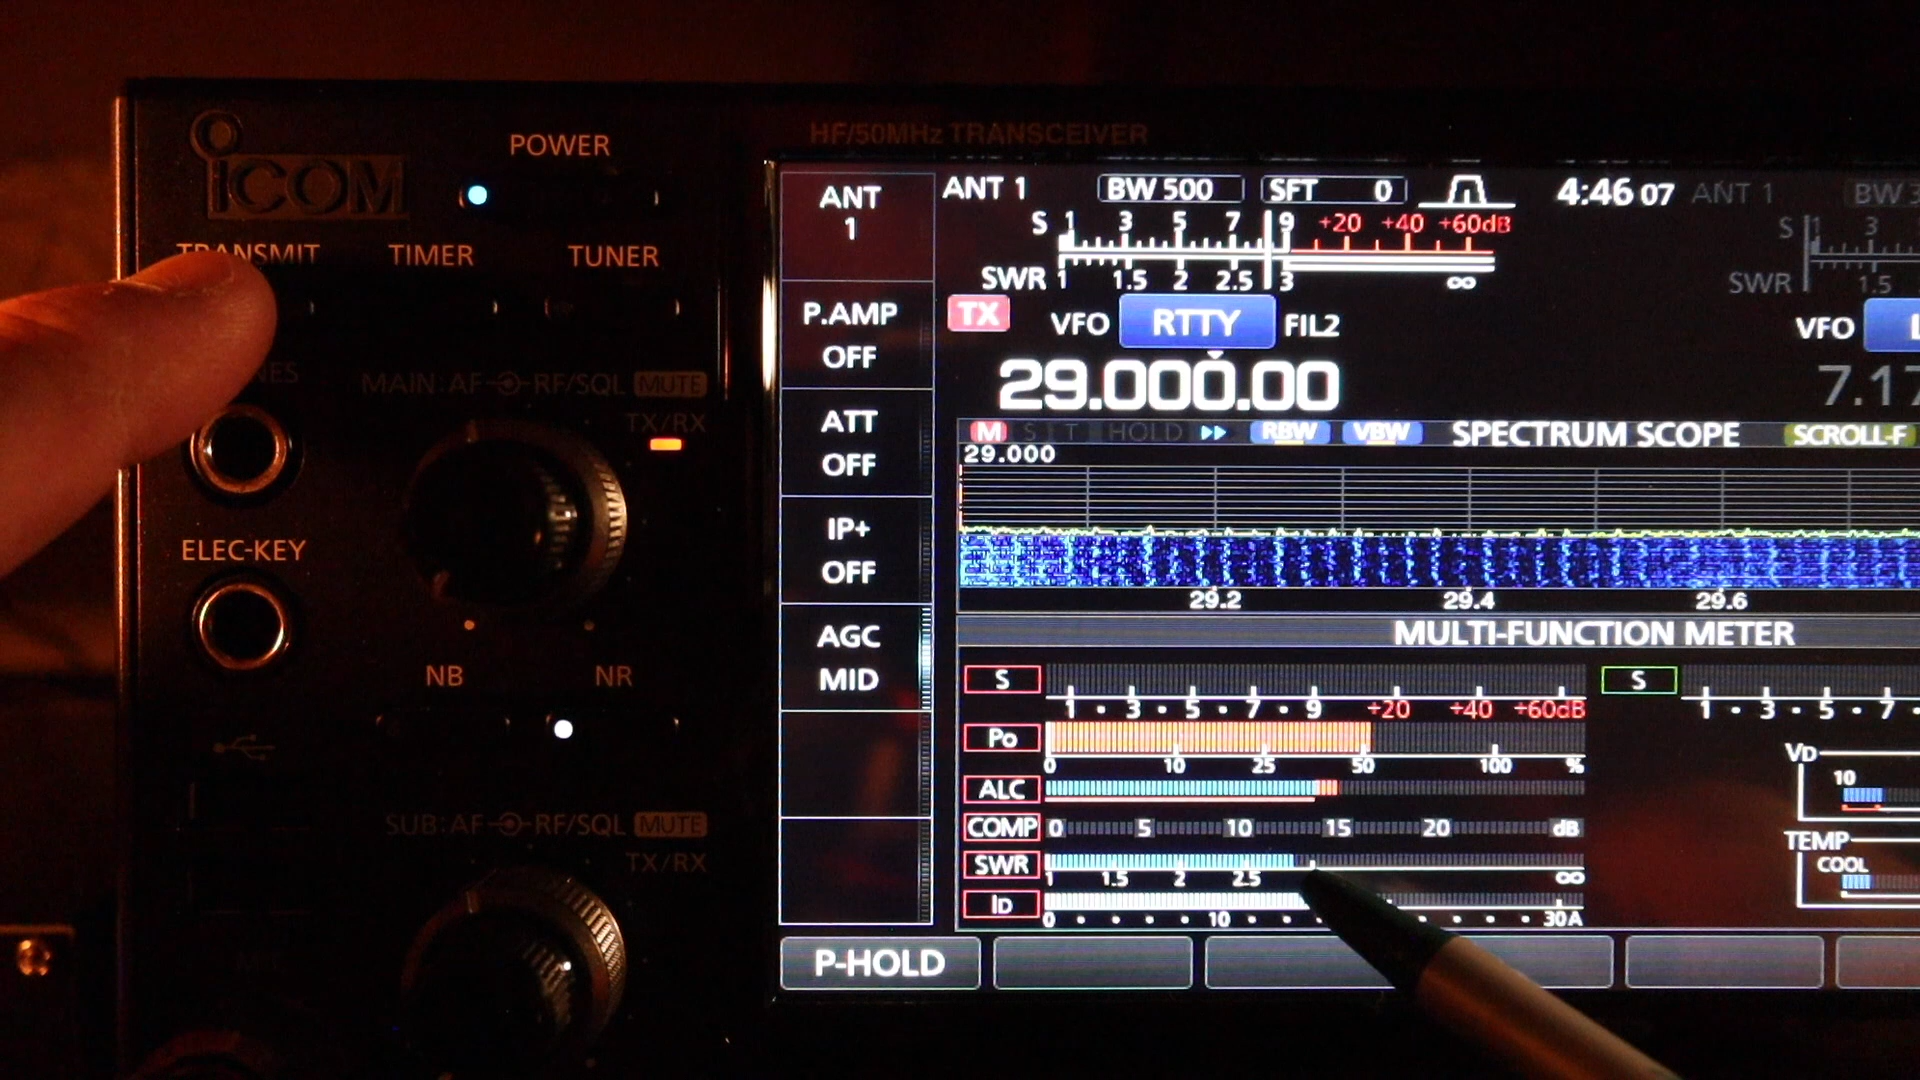 iCOM
POWER
HF/50MHz TRANSCEIVER
TRANSMIT TIMER TUNER
MAIN:AF RF/SQL MUTE
TX/RX
ELEC-KEY
NB NR
SUB:AF RF/SQL MUTE
TX/RX
ANT
1
P.AMP
OFF
ATT
OFF
IP+
OFF
AGC
MID
ANT 1 BW 500 SFT 0 4:46 07 ANT 1
S 1 3 5 7 9 +20 +40 +60dB S 1 3
SWR 1 1.5 2 2.5 3 ∞ SWR 1 1.5
TX VFO RTTY FIL2 VFO
29.000.00 7.17
M S T HOLD RBW VBW SPECTRUM SCOPE SCROLL-F
29.000
29.2 29.4 29.6
MULTI-FUNCTION METER
S 1 · 3 · 5 · 7 · 9 +20 +40 +60dB S 1 · 3 · 5 · 7 ·
Po 0 10 25 50 100 %
ALC
COMP 0 5 10 15 20 dB
SWR 1 1.5 2 2.5 ∞
ID 0 10 30A
VD 10
TEMP
COOL
P-HOLD